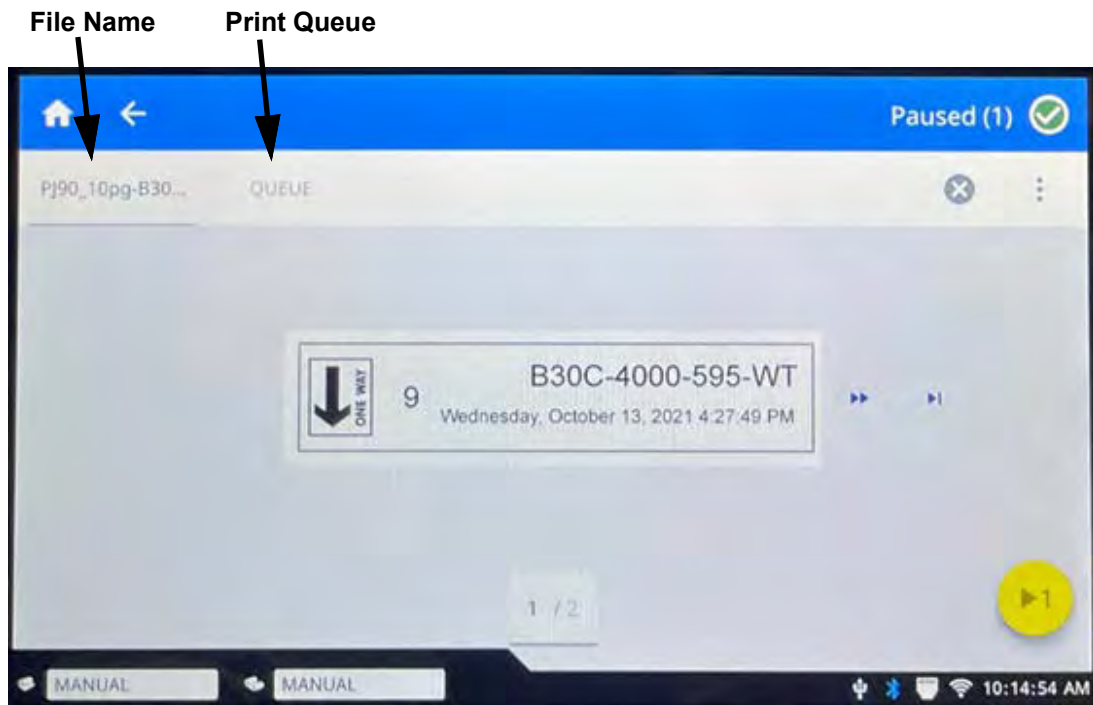 File Name Print Queue
Paused (1)
PJ90_10pg-B30... QUEUE
ONE WAY
9
B30C-4000-595-WT
Wednesday, October 13, 2021 4:27:49 PM
1 / 2
1
MANUAL MANUAL 10:14:54 AM